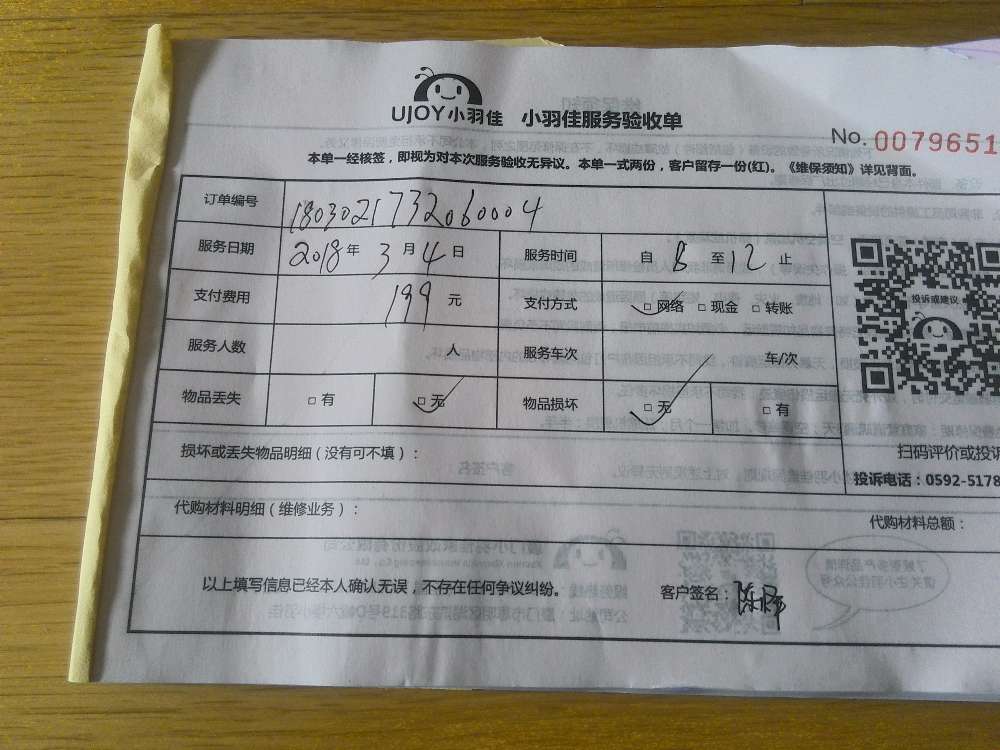 UJOY小羽佳 小羽佳服务验收单
No. 0079651
本单一经核签，即视为对本次服务验收无异议。本单一式两份，客户留存一份(红)。《维保须知》详见背面。
订单编号 1803021732060004
服务日期 2018年 3月 4日 服务时间 自 8 至 12 止
支付费用 199 元 支付方式 □网络 □现金 □转账
投诉或建议
服务人数 人 服务车次 车/次
物品丢失 □有 □无 物品损坏 □无 □有
损坏或丢失物品明细（没有可不填）：
扫码评价或投诉
投诉电话：0592-5178
代购材料明细（维修业务）：
代购材料总额：
以上填写信息已经本人确认无误，不存在任何争议纠纷。 客户签名：陈